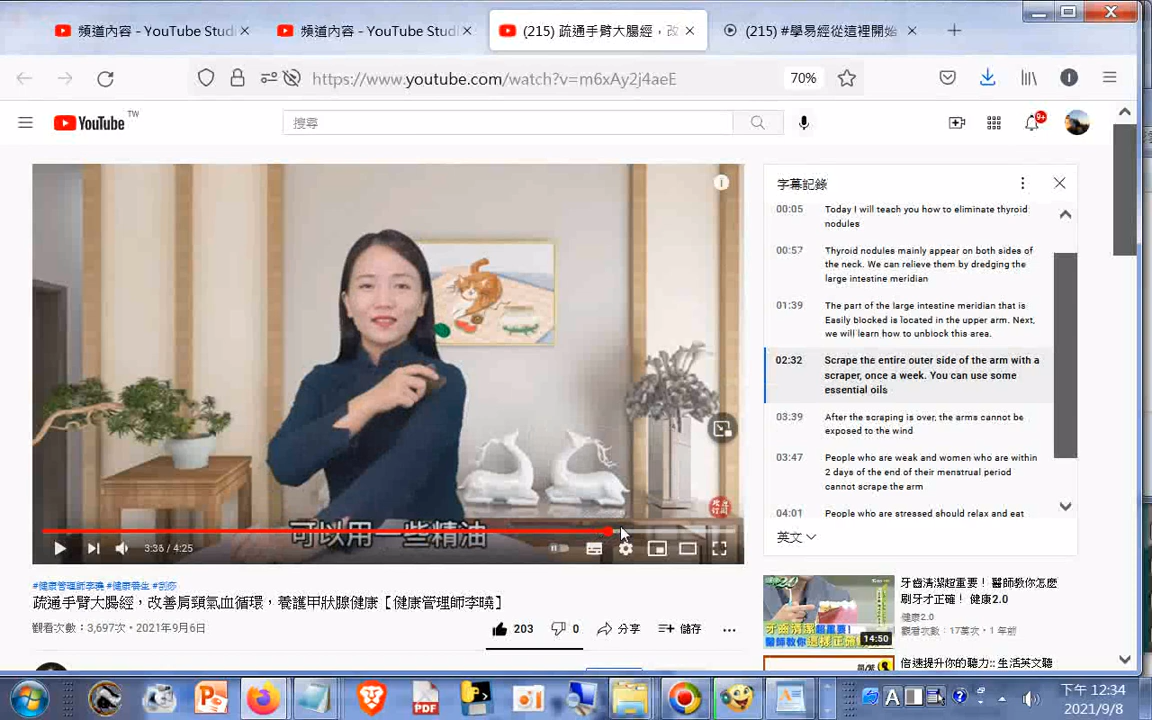 頻道內容 - YouTube Studi
頻道內容 - YouTube Studi
(215) 疏通手臂大腸經，改
(215) #學易經從這裡開始
https://www.youtube.com/watch?v=m6xAy2j4aeE
70%
YouTube TW
搜尋
9+
字幕記錄
00:05 Today I will teach you how to eliminate thyroid
nodules
00:57 Thyroid nodules mainly appear on both sides of
the neck. We can relieve them by dredging the
large intestine meridian
01:39 The part of the large intestine meridian that is
Easily blocked is located in the upper arm. Next,
we will learn how to unblock this area.
02:32 Scrape the entire outer side of the arm with a
scraper, once a week. You can use some
essential oils
03:39 After the scraping is over, the arms cannot be
exposed to the wind
03:47 People who are weak and women who are within
2 days of the end of their menstrual period
cannot scrape the arm
04:01 People who are stressed should relax and eat
英文
可以用一些精油
3:36 / 4:25
#健康管理師李曉 #健康養生 #刮痧
疏通手臂大腸經，改善肩頸氣血循環，養護甲狀腺健康【健康管理師李曉】
觀看次數：3,697次・2021年9月6日
203
0
分享
儲存
牙齒清潔超重要！ 醫師教你怎麼
刷牙才正確！ 健康2.0
健康2.0
觀看次數：17萬次・1 年前
牙齒清潔超重要!
14:50
倍速提升你的聽力:: 生活英文聽
PDF
A
下午 12:34
2021/9/8